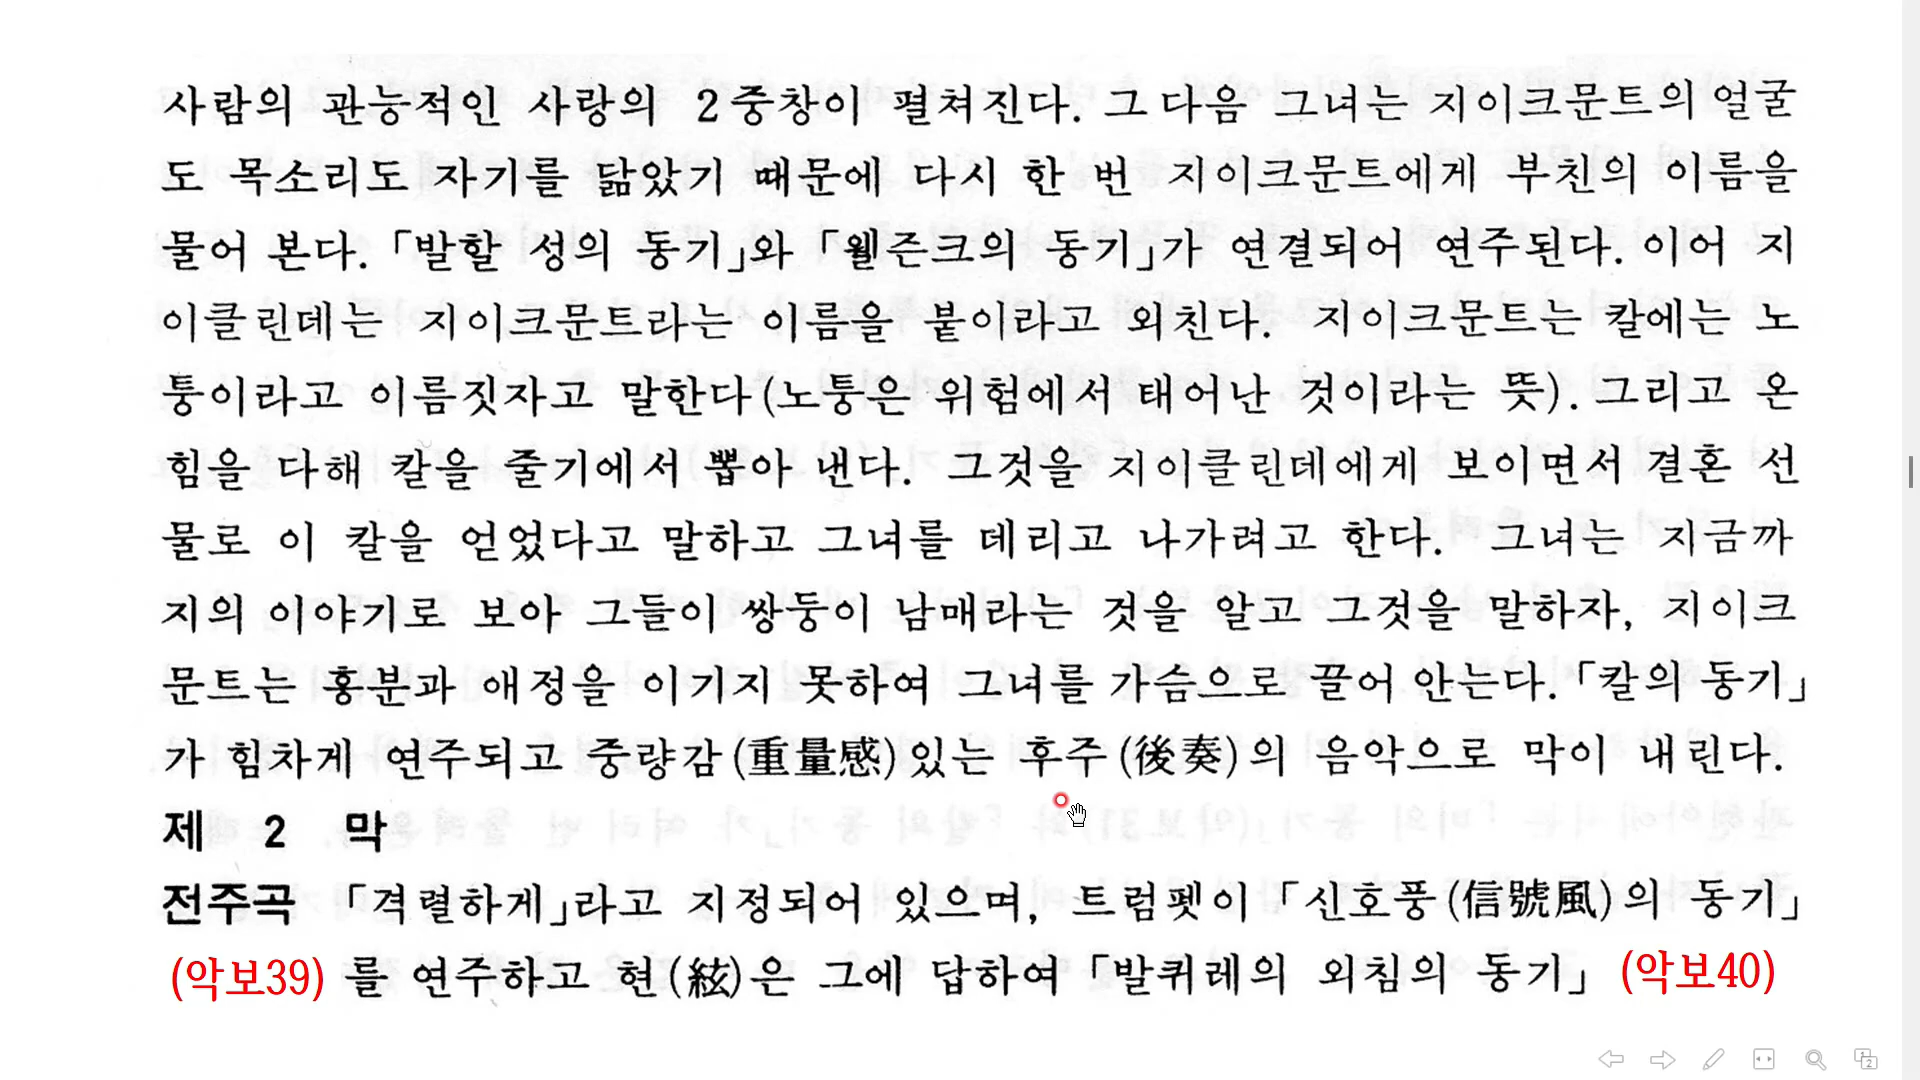 사람의 관능적인 사랑의 2중창이 펼쳐진다. 그 다음 그녀는 지이크문트의 얼굴
도 목소리도 자기를 닮았기 때문에 다시 한 번 지이크문트에게 부친의 이름을
물어 본다. 「발할 성의 동기」와 「웰즌크의 동기」가 연결되어 연주된다. 이어 지
이클린데는 지이크문트라는 이름을 붙이라고 외친다. 지이크문트는 칼에는 노
퉁이라고 이름짓자고 말한다(노퉁은 위험에서 태어난 것이라는 뜻). 그리고 온
힘을 다해 칼을 줄기에서 뽑아 낸다. 그것을 지이클린데에게 보이면서 결혼 선
물로 이 칼을 얻었다고 말하고 그녀를 데리고 나가려고 한다. 그녀는 지금까
지의 이야기로 보아 그들이 쌍둥이 남매라는 것을 알고 그것을 말하자, 지이크
문트는 흥분과 애정을 이기지 못하여 그녀를 가슴으로 끌어 안는다. 「칼의 동기」
가 힘차게 연주되고 중량감(重量感)있는 후주(後奏)의 음악으로 막이 내린다.
제 2 막
전주곡 「격렬하게」라고 지정되어 있으며, 트럼펫이 「신호풍(信號風)의 동기」
(악보39) 를 연주하고 현(絃)은 그에 답하여 「발퀴레의 외침의 동기」 (악보40)